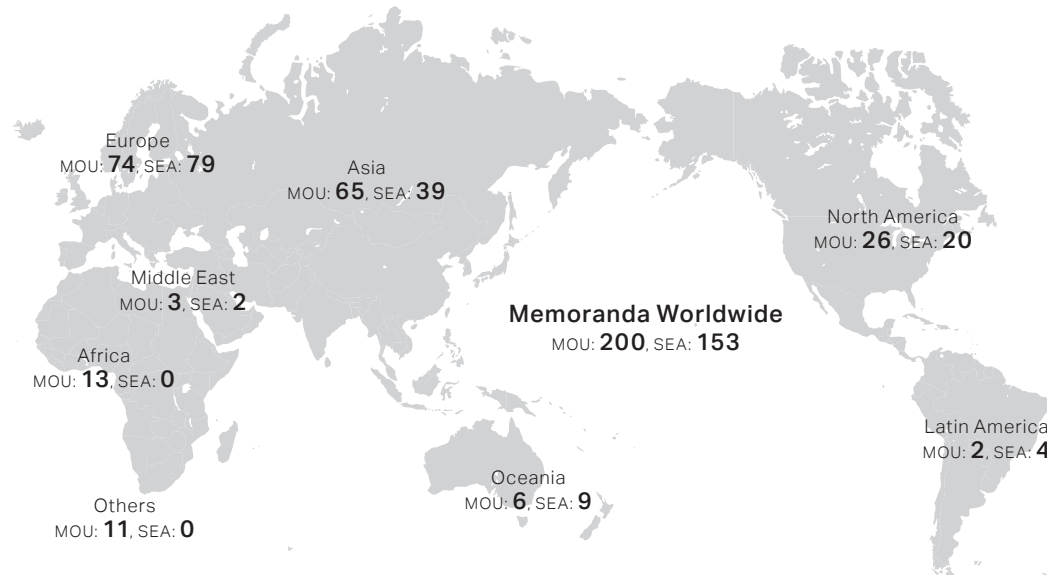 Europe
MOU: 74, SEA: 79
Asia
MOU: 65, SEA: 39
North America
MOU: 26, SEA: 20
Middle East
MOU: 3, SEA: 2
Memoranda Worldwide
MOU: 200, SEA: 153
Africa
MOU: 13, SEA: 0
Latin America
MOU: 2, SEA: 4
Oceania
MOU: 6, SEA: 9
Others
MOU: 11, SEA: 0